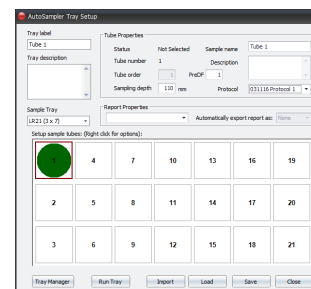 AutoSampler Tray Setup
Tray label
Tube 1
Tray description
Sample Tray
LR21 (3 x 7)
Tube Properties
Status Not Selected Sample name Tube 1
Tube number 1 Description
Tube order 1 PreDF 1
Sampling depth 110 mm Protocol 031116 Protocol 1
Report Properties
Automatically export report as: None
Setup sample tubes: (Right click for options):
1 4 7 10 13 16 19
2 5 8 11 14 17 20
3 6 9 12 15 18 21
Tray Manager Run Tray Import Load Save Close